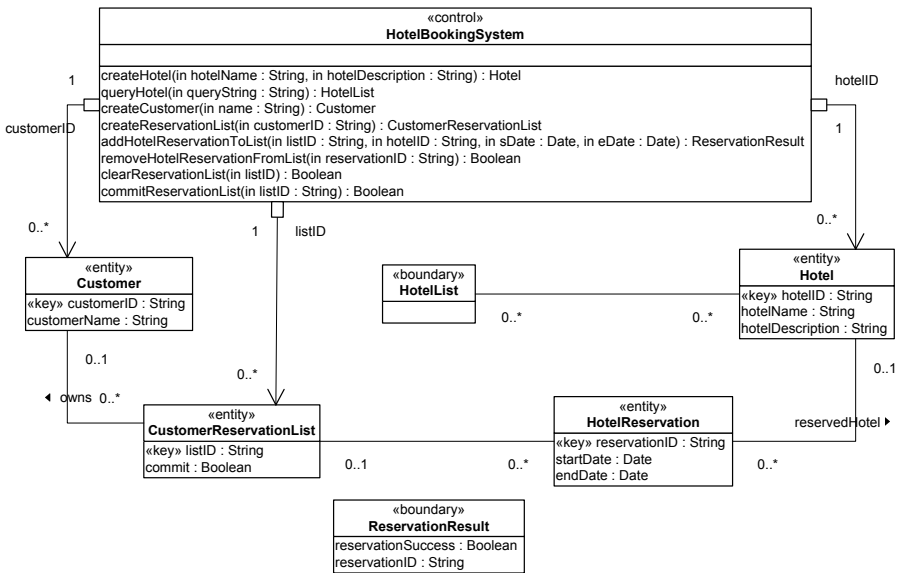 «control»
HotelBookingSystem
createHotel(in hotelName : String, in hotelDescription : String) : Hotel
queryHotel(in queryString : String) : HotelList
createCustomer(in name : String) : Customer
createReservationList(in customerID : String) : CustomerReservationList
addHotelReservationToList(in listID : String, in hotelID : String, in sDate : Date, in eDate : Date) : ReservationResult
removeHotelReservationFromList(in reservationID : String) : Boolean
clearReservationList(in listID) : Boolean
commitReservationList(in listID : String) : Boolean
1
customerID
0..*
hotelID
1
0..*
1
listID
0..*
«entity»
Customer
«key» customerID : String
customerName : String
«boundary»
HotelList
0..*
0..*
«entity»
Hotel
«key» hotelID : String
hotelName : String
hotelDescription : String
0..1
owns
0..*
0..1
reservedHotel
0..*
«entity»
CustomerReservationList
«key» listID : String
commit : Boolean
0..1
0..*
«entity»
HotelReservation
«key» reservationID : String
startDate : Date
endDate : Date
«boundary»
ReservationResult
reservationSuccess : Boolean
reservationID : String